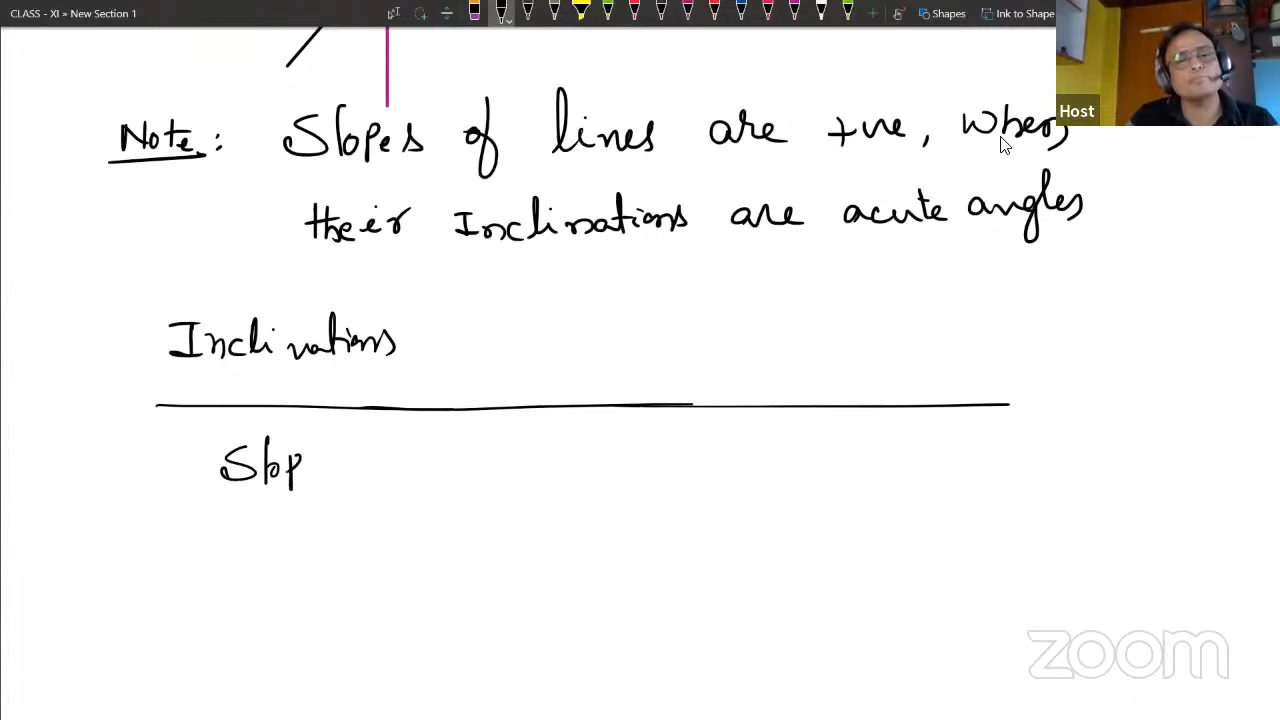 CLASS - XI » New Section 1
Shapes
Ink to Shape
Host
Note: Slopes of lines are +ve, when
their Inclinations are acute angles
Inclinations
Slop
zoom